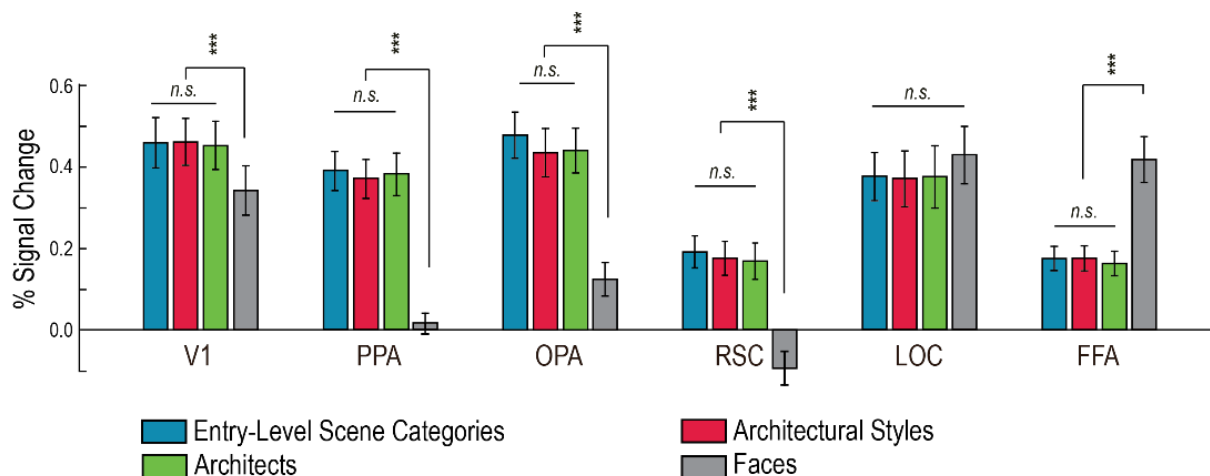 ***
***
***
***
***
n.s.
n.s.
n.s.
n.s.
n.s.
n.s.
% Signal Change
0.6
0.4
0.2
0.0
V1 PPA OPA RSC LOC FFA
Entry-Level Scene Categories Architectural Styles
Architects Faces